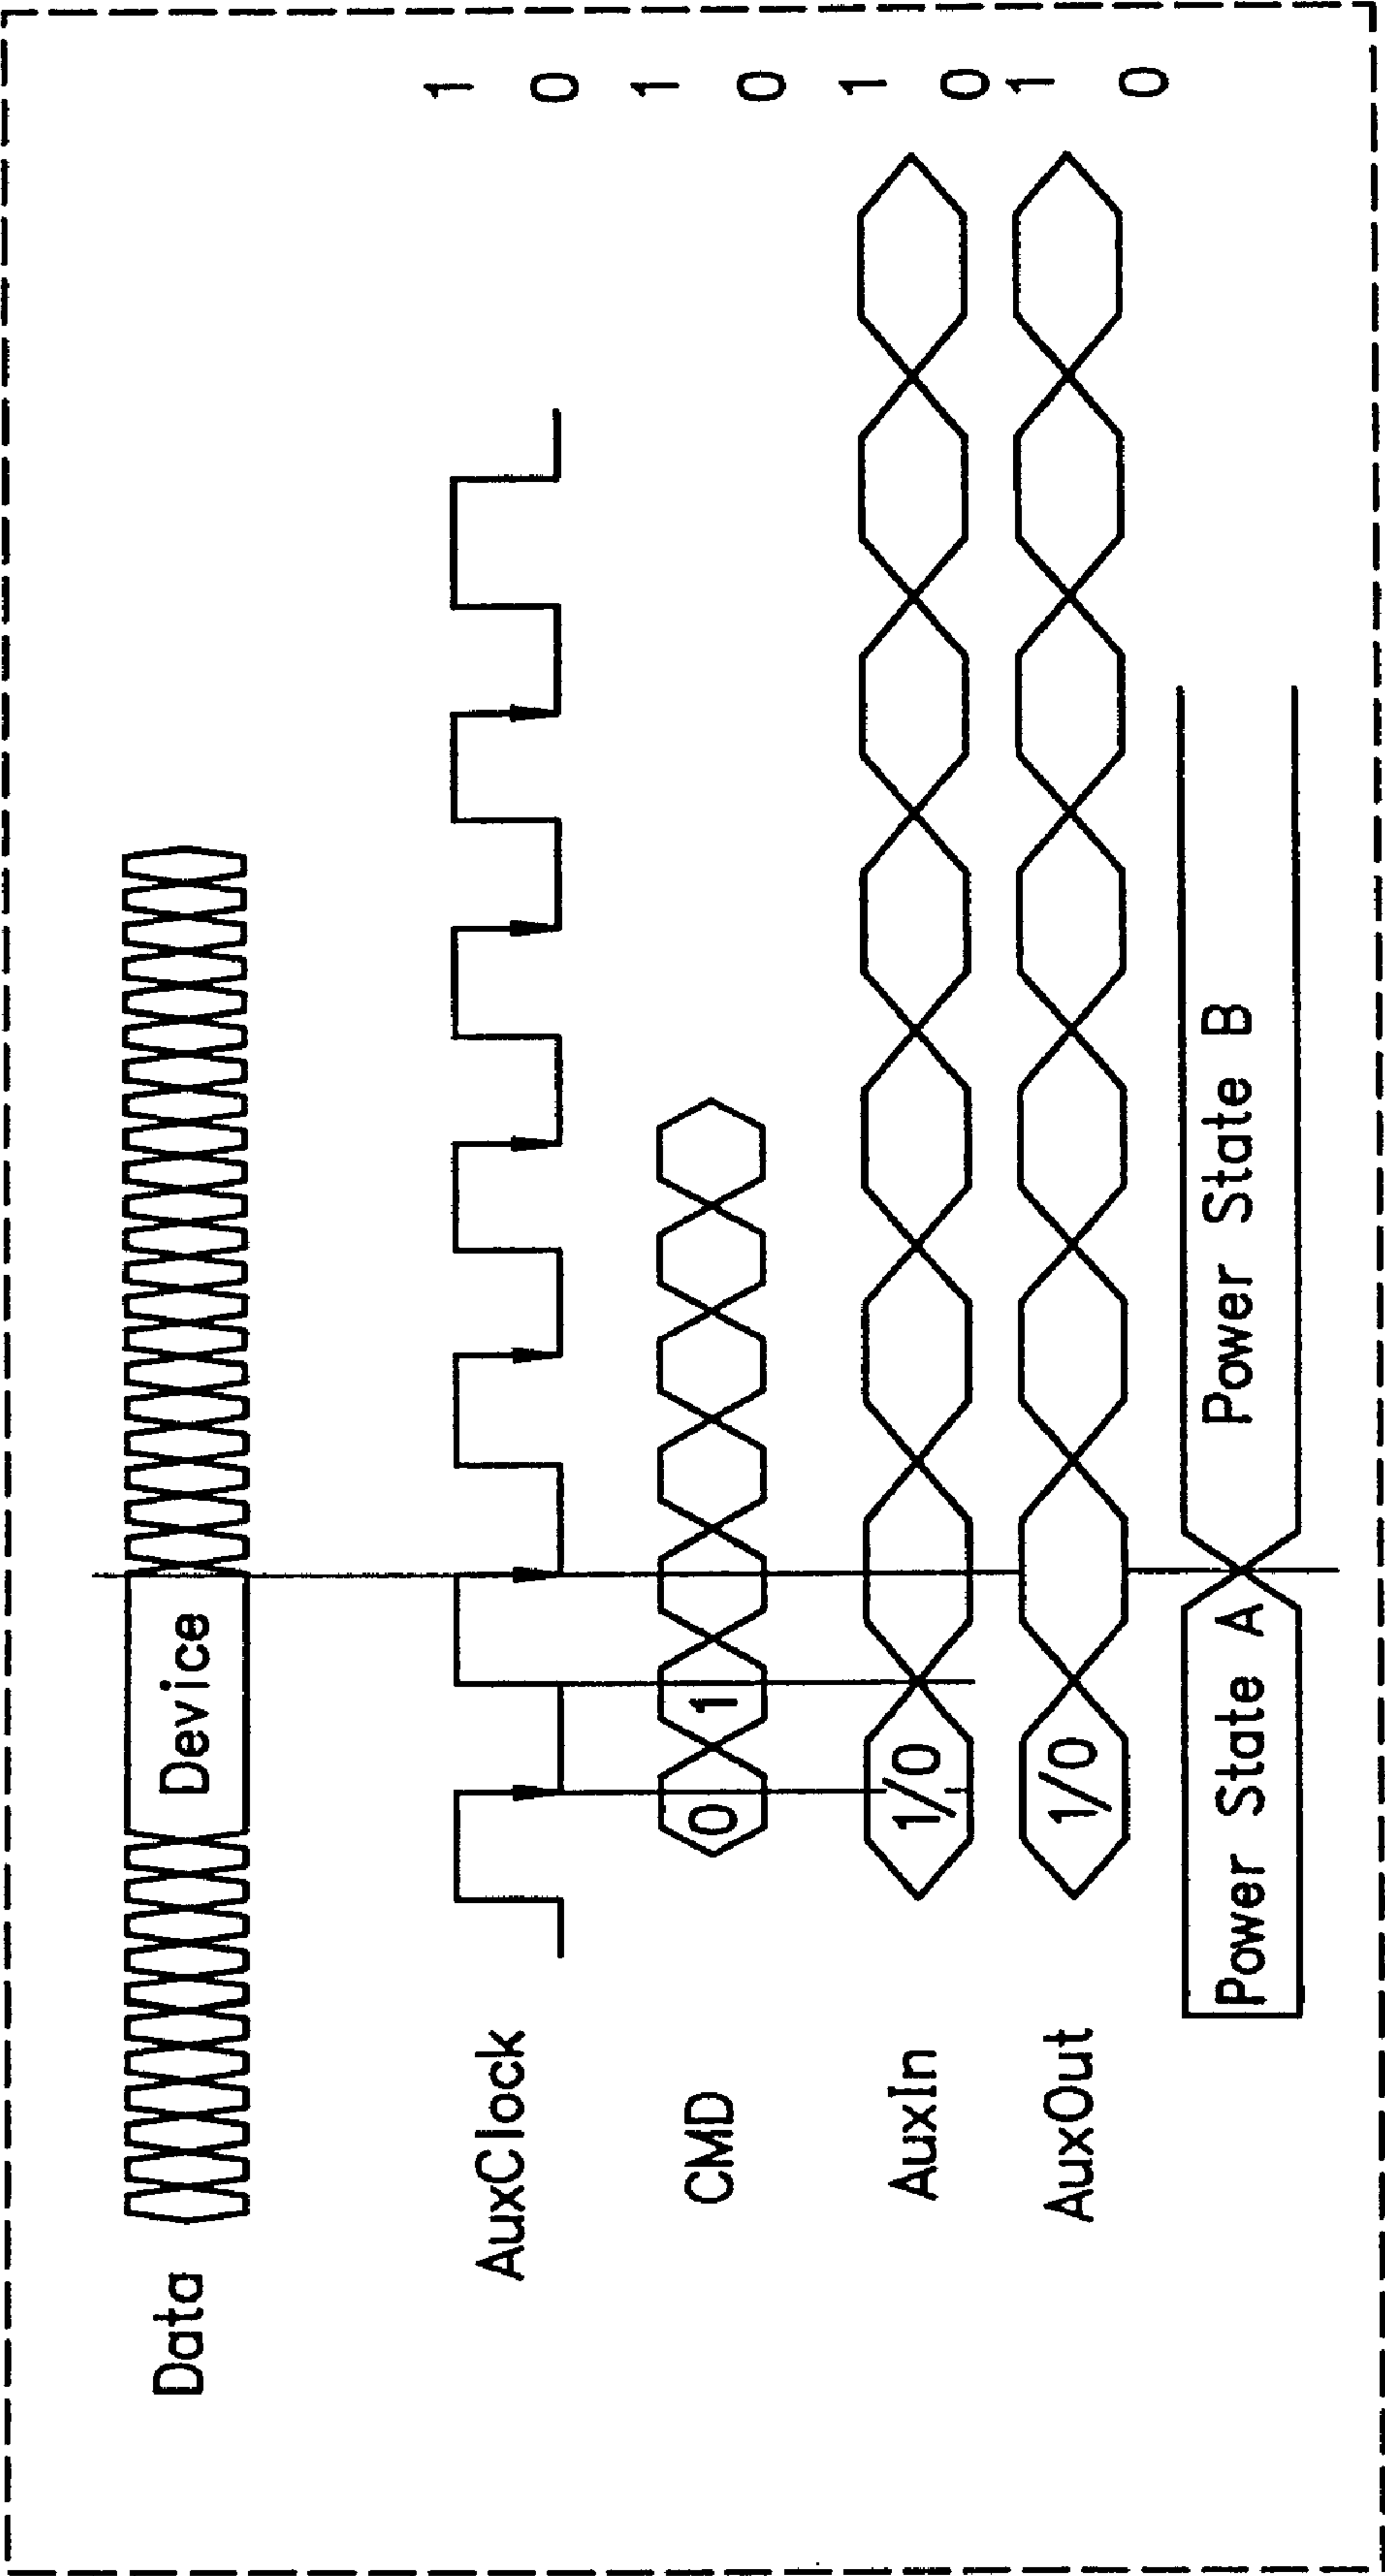 Data
Device
AuxClock
1
0
CMD
0
1
1
0
AuxIn
1/0
1
0
AuxOut
1/0
1
0
Power State A
Power State B